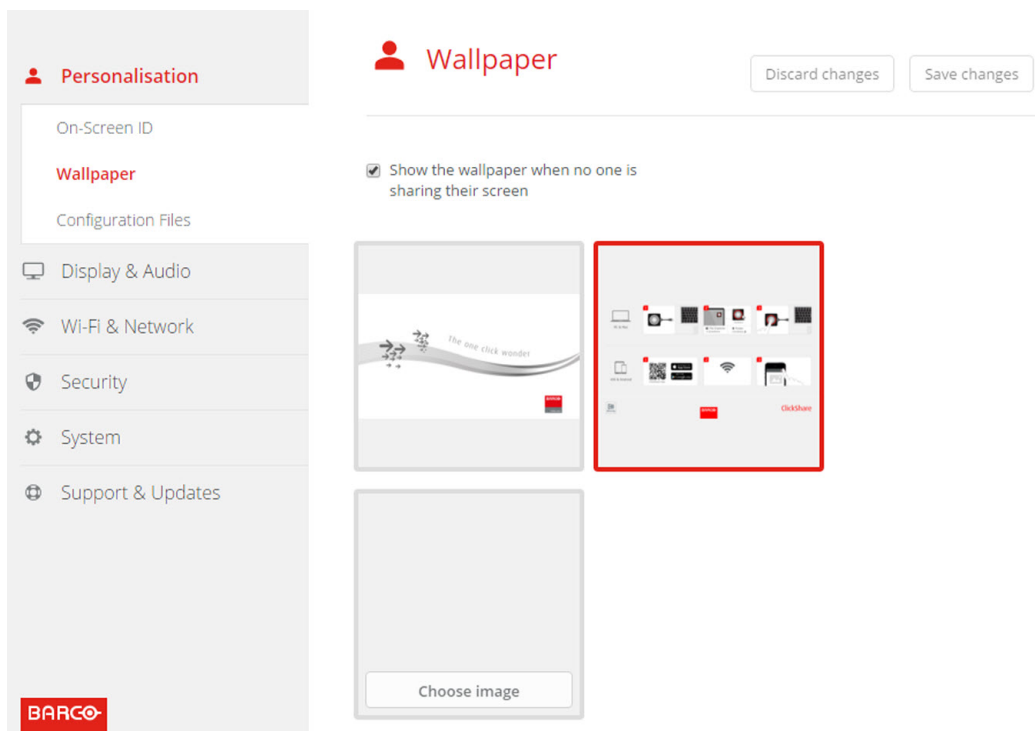 Personalisation
On-Screen ID
Wallpaper
Configuration Files
Display & Audio
Wi-Fi & Network
Security
System
Support & Updates
BARCO
Wallpaper
Discard changes
Save changes
Show the wallpaper when no one is
sharing their screen
The one click wonder
ClickShare
Choose image